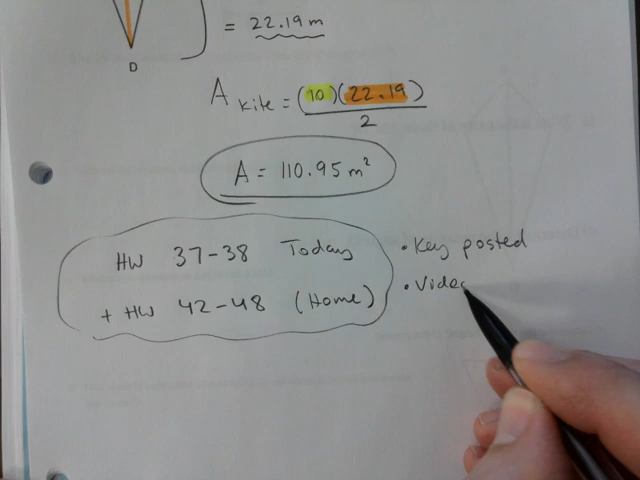 D
= 22.19 m
A kite = (10)(22.19)
2
A = 110.95 m²
HW 37-38 Today
+ HW 42-48 (Home)
• Key posted
• Video